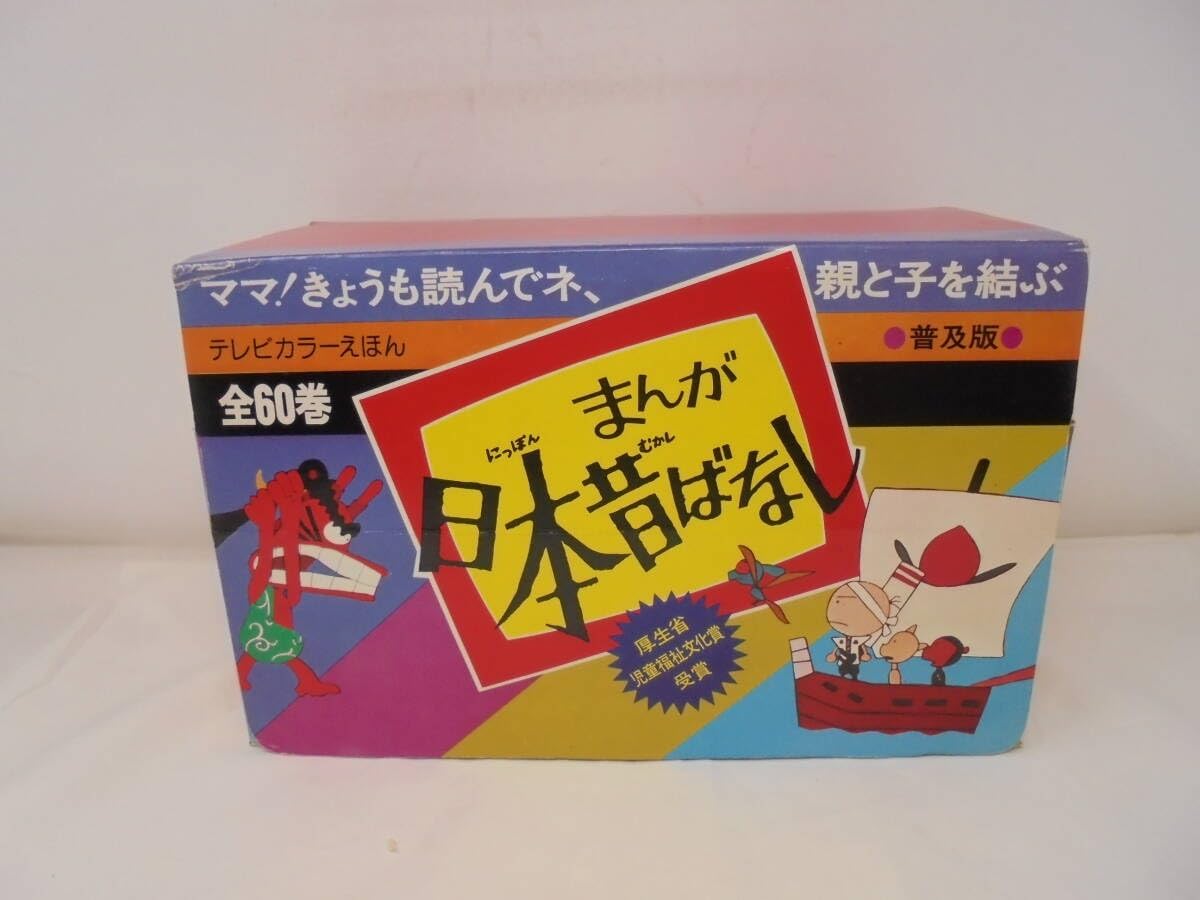 ママ!きょうも読んでネ、 親と子を結ぶ
テレビカラーえほん
●普及版●
全60巻
まんが
にっぽん むかし
日本昔ばなし
厚生省
児童福祉文化賞
受賞